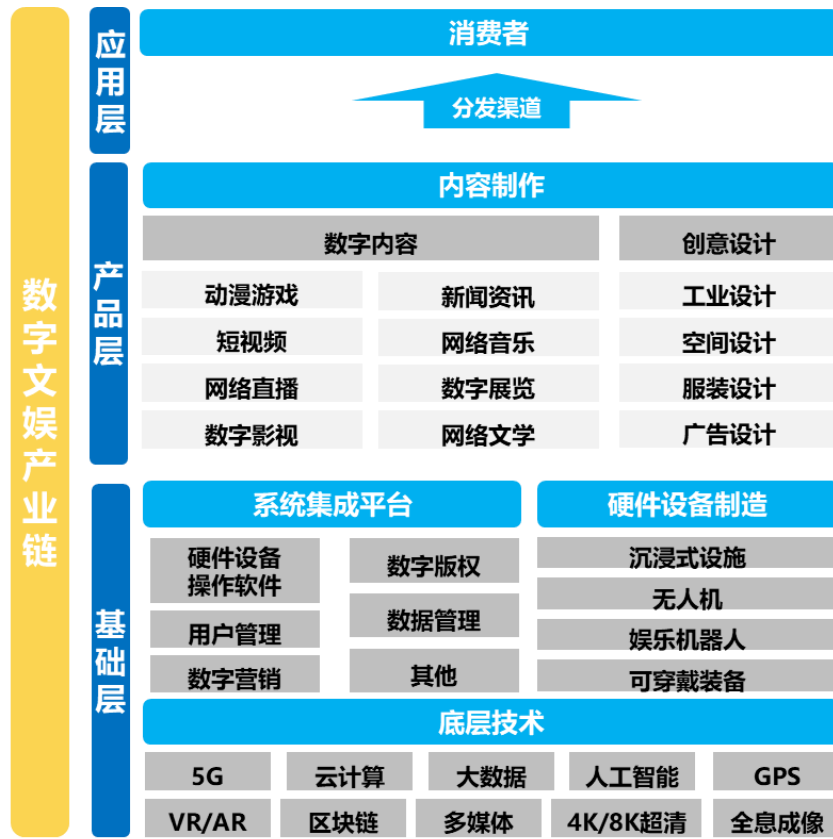 数字文娱产业链
应用层
消费者
分发渠道
产品层
内容制作
数字内容
创意设计
动漫游戏
新闻资讯
工业设计
短视频
网络音乐
空间设计
网络直播
数字展览
服装设计
数字影视
网络文学
广告设计
基础层
系统集成平台
硬件设备制造
硬件设备
操作软件
数字版权
沉浸式设施
无人机
用户管理
数据管理
娱乐机器人
数字营销
其他
可穿戴装备
底层技术
5G
云计算
大数据
人工智能
GPS
VR/AR
区块链
多媒体
4K/8K超清
全息成像